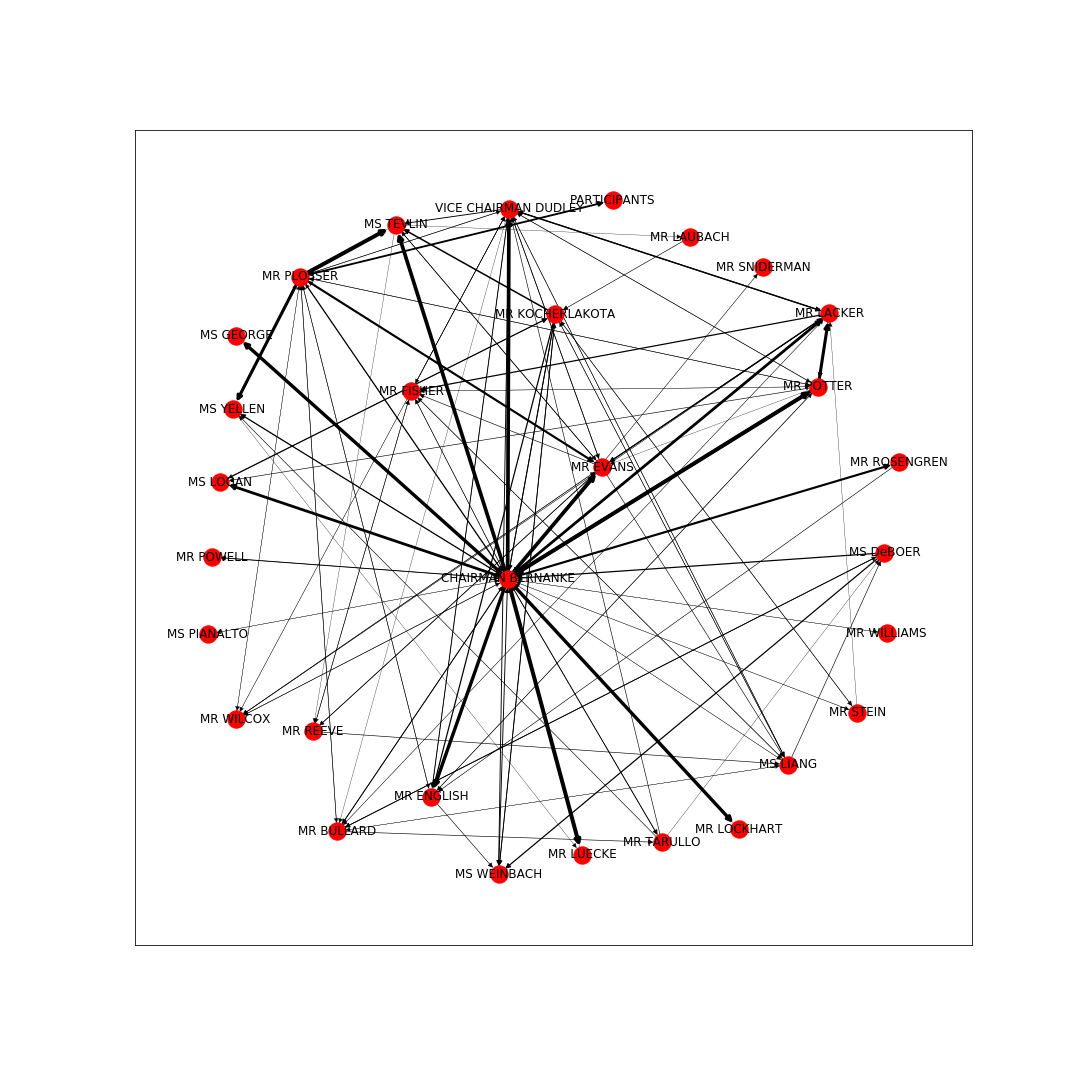 PARTICIPANTS
VICE CHAIRMAN DUDLEY
MS TEVLIN
MR LAUBACH
MR SNIDERMAN
MR PLOSSER
MR KOCHERLAKOTA
MR LACKER
MS GEORGE
MR FISHER
MR POTTER
MS YELLEN
MR EVANS
MR ROSENGREN
MS LOGAN
MS DeBOER
MR POWELL
CHAIRMAN BERNANKE
MS PIANALTO
MR WILLIAMS
MR STEIN
MR WILCOX
MR REEVE
MS LIANG
MR ENGLISH
MR LOCKHART
MR BULLARD
MR TARULLO
MR LUECKE
MS WEINBACH